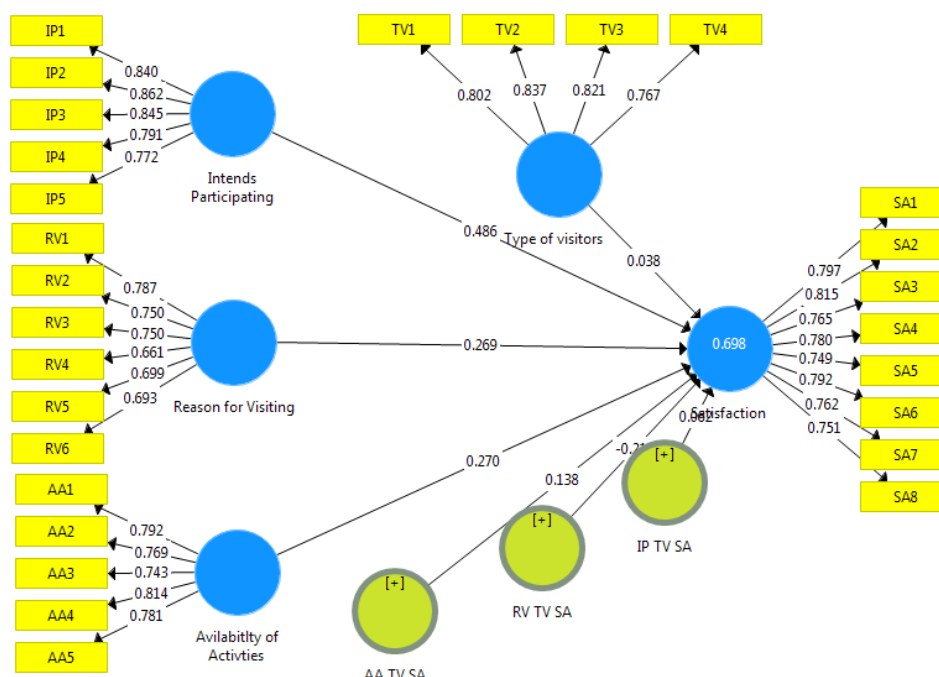 IP1
IP2
IP3
IP4
IP5
0.840
0.862
0.845
0.791
0.772
Intends
Participating
TV1
TV2
TV3
TV4
0.802
0.837
0.821
0.767
Type of visitors
0.486
0.038
RV1
RV2
RV3
RV4
RV5
RV6
0.787
0.750
0.750
0.661
0.699
0.693
Reason for Visiting
0.269
0.698
Satisfaction
SA1
SA2
SA3
SA4
SA5
SA6
SA7
SA8
0.797
0.815
0.765
0.780
0.749
0.792
0.762
0.751
AA1
AA2
AA3
AA4
AA5
0.792
0.769
0.743
0.814
0.781
Avilabitlty of
Activties
0.270
0.138
[+]
IP TV SA
[+]
RV TV SA
[+]
AA TV SA